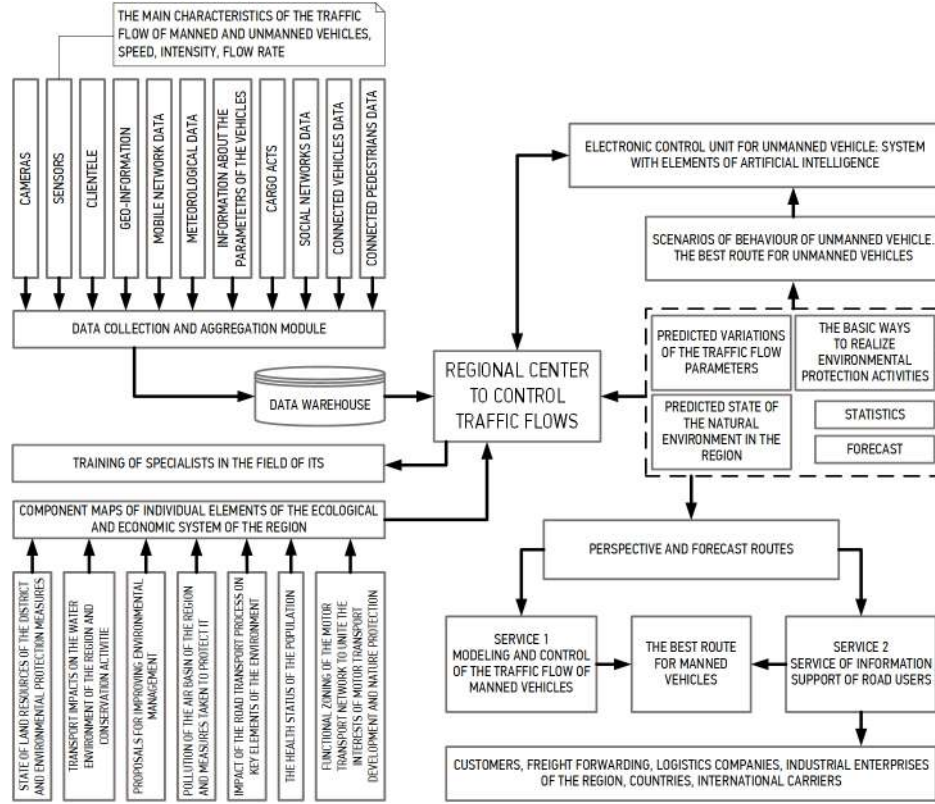 THE MAIN CHARACTERISTICS OF THE TRAFFIC
FLOW OF MANNED AND UNMANNED VEHICLES,
SPEED, INTENSITY, FLOW RATE
CAMERAS
SENSORS
CLIENTELE
GEO-INFORMATION
MOBILE NETWORK DATA
METEOROLOGICAL DATA
INFORMATION ABOUT THE
PARAMETETRS OF THE VEHICLES
CARGO ACTS
SOCIAL NETWORKS DATA
CONNECTED VEHICLES DATA
CONNECTED PEDESTRIANS DATA
DATA COLLECTION AND AGGREGATION MODULE
DATA WAREHOUSE
REGIONAL CENTER
TO CONTROL
TRAFFIC FLOWS
ELECTRONIC CONTROL UNIT FOR UNMANNED VEHICLE: SYSTEM
WITH ELEMENTS OF ARTIFICIAL INTELLIGENCE
SCENARIOS OF BEHAVIOUR OF UNMANNED VEHICLE.
THE BEST ROUTE FOR UNMANNED VEHICLES
PREDICTED VARIATIONS
OF THE TRAFFIC FLOW
PARAMETERS
THE BASIC WAYS
TO REALIZE
ENVIRONMENTAL
PROTECTION ACTIVITIES
PREDICTED STATE OF
THE NATURAL
ENVIRONMENT IN THE
REGION
STATISTICS
FORECAST
TRAINING OF SPECIALISTS IN THE FIELD OF ITS
COMPONENT MAPS OF INDIVIDUAL ELEMENTS OF THE ECOLOGICAL
AND ECONOMIC SYSTEM OF THE REGION
STATE OF LAND RESOURCES OF THE DISTRICT
AND ENVIRONMENTAL PROTECTION MEASURES
TRANSPORT IMPACTS ON THE WATER
ENVIRONMENT OF THE REGION AND
CONSERVATION ACTIVITIE
PROPOSALS FOR IMPROVING ENVIRONMENTAL
MANAGEMENT
POLLUTION OF THE AIR BASIN OF THE REGION
AND MEASURES TAKEN TO PROTECT IT
IMPACT OF THE ROAD TRANSPORT PROCESS ON
KEY ELEMENTS OF THE ENVIRONMENT
THE HEALTH STATUS OF THE POPULATION
FUNCTIONAL ZONING OF THE MOTOR
TRANSPORT NETWORK TO UNITE THE
INTERESTS OF MOTOR TRANSPORT
DEVELOPMENT AND NATURE PROTECTION
PERSPECTIVE AND FORECAST ROUTES
SERVICE 1
MODELING AND CONTROL
OF THE TRAFFIC FLOW OF
MANNED VEHICLES
THE BEST ROUTE
FOR MANNED
VEHICLES
SERVICE 2
SERVICE OF INFORMATION
SUPPORT OF ROAD USERS
CUSTOMERS, FREIGHT FORWARDING, LOGISTICS COMPANIES, INDUSTRIAL ENTERPRISES
OF THE REGION, COUNTRIES, INTERNATIONAL CARRIERS